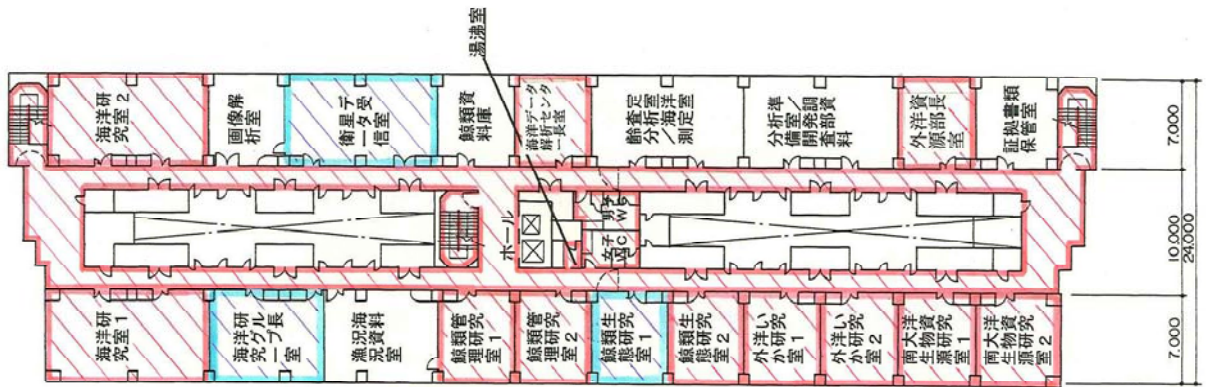 湯沸室
海洋研
究室2
画像解
析室
衛星デ
ータ受
信室
鯨類資
料庫
海洋データ
解析センタ
ー長室
齢査定
分析室
/海洋
測定室
分析準
備室/
開発調
査部資
料
外洋資
源部長
室
証拠書類
保管室
7.000
ホール
女子
WC
男子
WC
10.000
24.000
海洋研
究室1
海洋研
究グル
ープ長
室
漁況海
況資料
室
鯨類管
理研究
室1
鯨類管
理研究
室2
鯨類生
態研究
室1
鯨類生
態研究
室2
外洋い
か研究
室1
外洋い
か研究
室2
南大洋
生物資
源研究
室1
南大洋
生物資
源研究
室2
7.000